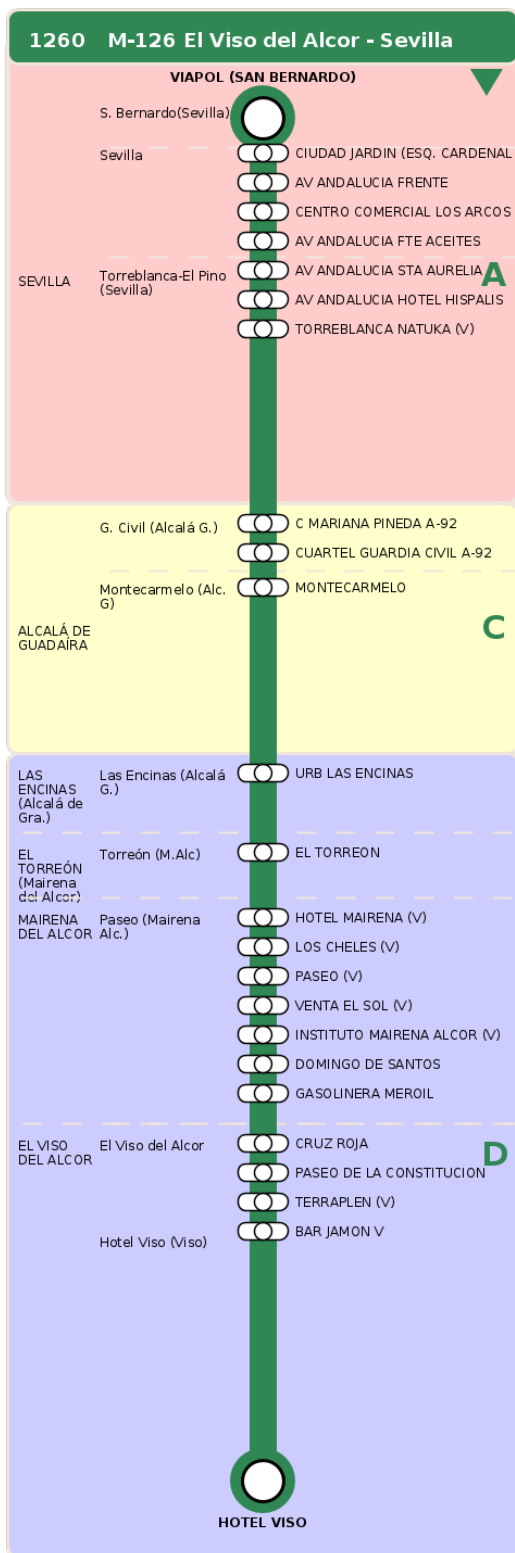 1260 M-126 El Viso del Alcor - Sevilla
VIAPOL (SAN BERNARDO)
S. Bernardo(Sevilla)
Sevilla
CIUDAD JARDIN (ESQ. CARDENAL
AV ANDALUCIA FRENTE
CENTRO COMERCIAL LOS ARCOS
AV ANDALUCIA FTE ACEITES
SEVILLA
Torreblanca-El Pino
(Sevilla)
AV ANDALUCIA STA AURELIA
A
AV ANDALUCIA HOTEL HISPALIS
TORREBLANCA NATUKA (V)
G. Civil (Alcalá G.)
C MARIANA PINEDA A-92
CUARTEL GUARDIA CIVIL A-92
Montecarmelo (Alc.
G)
MONTECARMELO
ALCALÁ DE
GUADAÍRA
C
LAS
ENCINAS
(Alcalá de
Gra.)
Las Encinas (Alcalá
G.)
URB LAS ENCINAS
EL
TORREÓN
(Mairena
del Alcor)
Torreón (M.Alc)
EL TORREON
MAIRENA
DEL ALCOR
Paseo (Mairena
Alc.)
HOTEL MAIRENA (V)
LOS CHELES (V)
PASEO (V)
VENTA EL SOL (V)
INSTITUTO MAIRENA ALCOR (V)
DOMINGO DE SANTOS
GASOLINERA MEROIL
EL VISO
DEL ALCOR
El Viso del Alcor
CRUZ ROJA
D
PASEO DE LA CONSTITUCION
TERRAPLEN (V)
BAR JAMON V
Hotel Viso (Viso)
HOTEL VISO